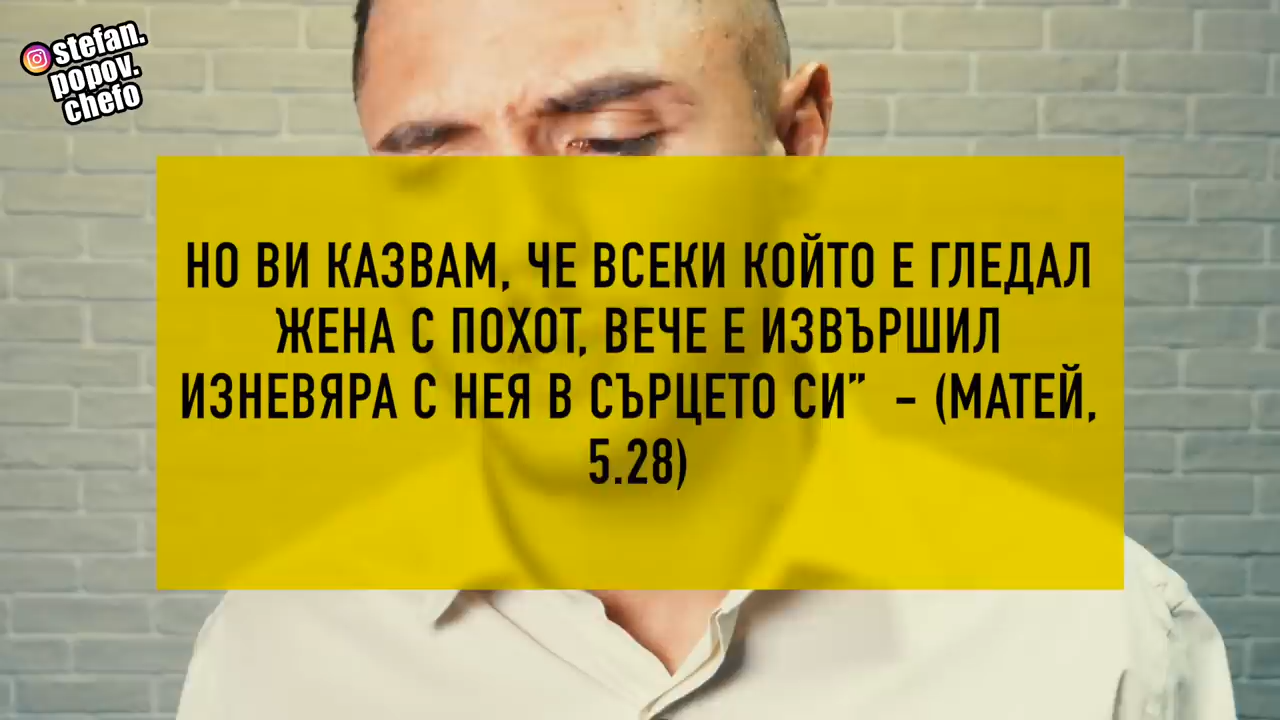 @stefan.
popov.
chefo
НО ВИ КАЗВАМ, ЧЕ ВСЕКИ КОЙТО Е ГЛЕДАЛ
ЖЕНА С ПОХОТ, ВЕЧЕ Е ИЗВЪРШИЛ
ИЗНЕВЯРА С НЕЯ В СЪРЦЕТО СИ” - (МАТЕЙ,
5.28)